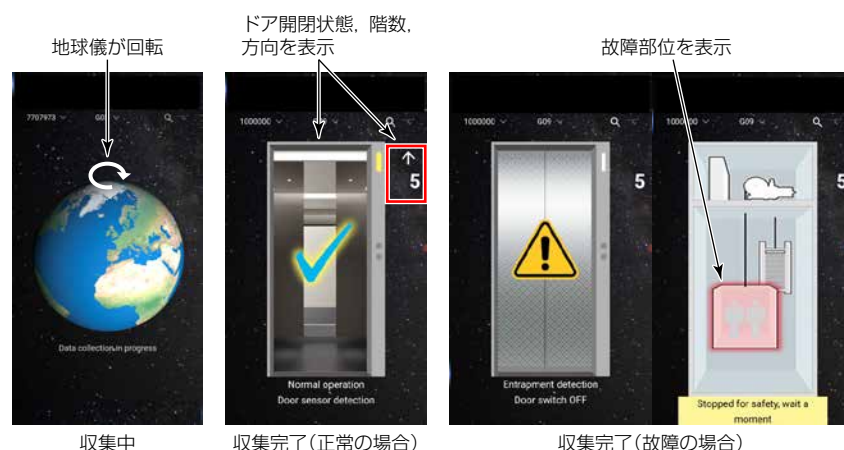 地球儀が回転
ドア開閉状態，階数，
方向を表示
故障部位を表示
7707973
G09
1000000
G09
5
Data collection in progress
Normal operation
Door sensor detection
1000000
G09
5
Entrapment detection
Door switch OFF
1000000
G09
5
Stopped for safety, wait a
moment
収集中
収集完了(正常の場合)
収集完了(故障の場合)